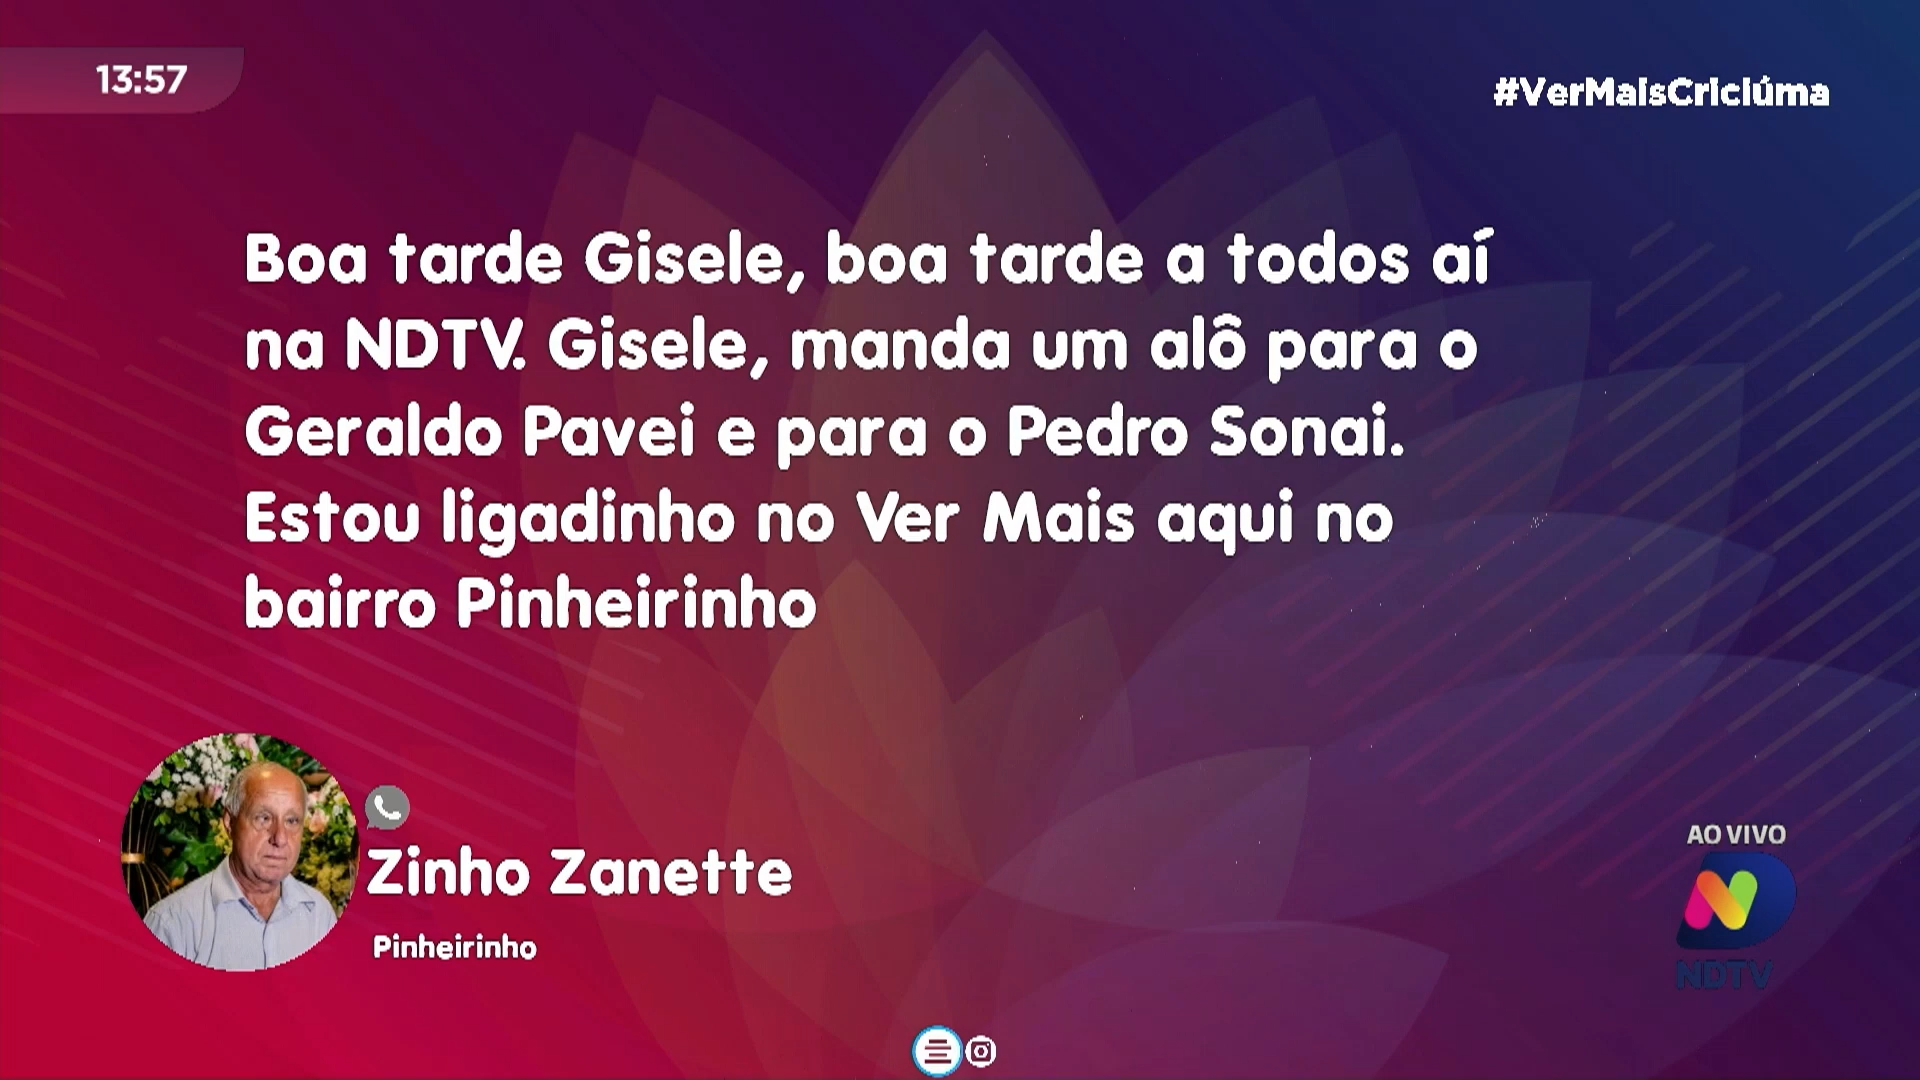 13:57
#VerMaisCriciúma
Boa tarde Gisele, boa tarde a todos aí
na NDTV. Gisele, manda um alô para o
Geraldo Pavei e para o Pedro Sonai.
Estou ligadinho no Ver Mais aqui no
bairro Pinheirinho
Zinho Zanette
Pinheirinho
AO VIVO
NDTV